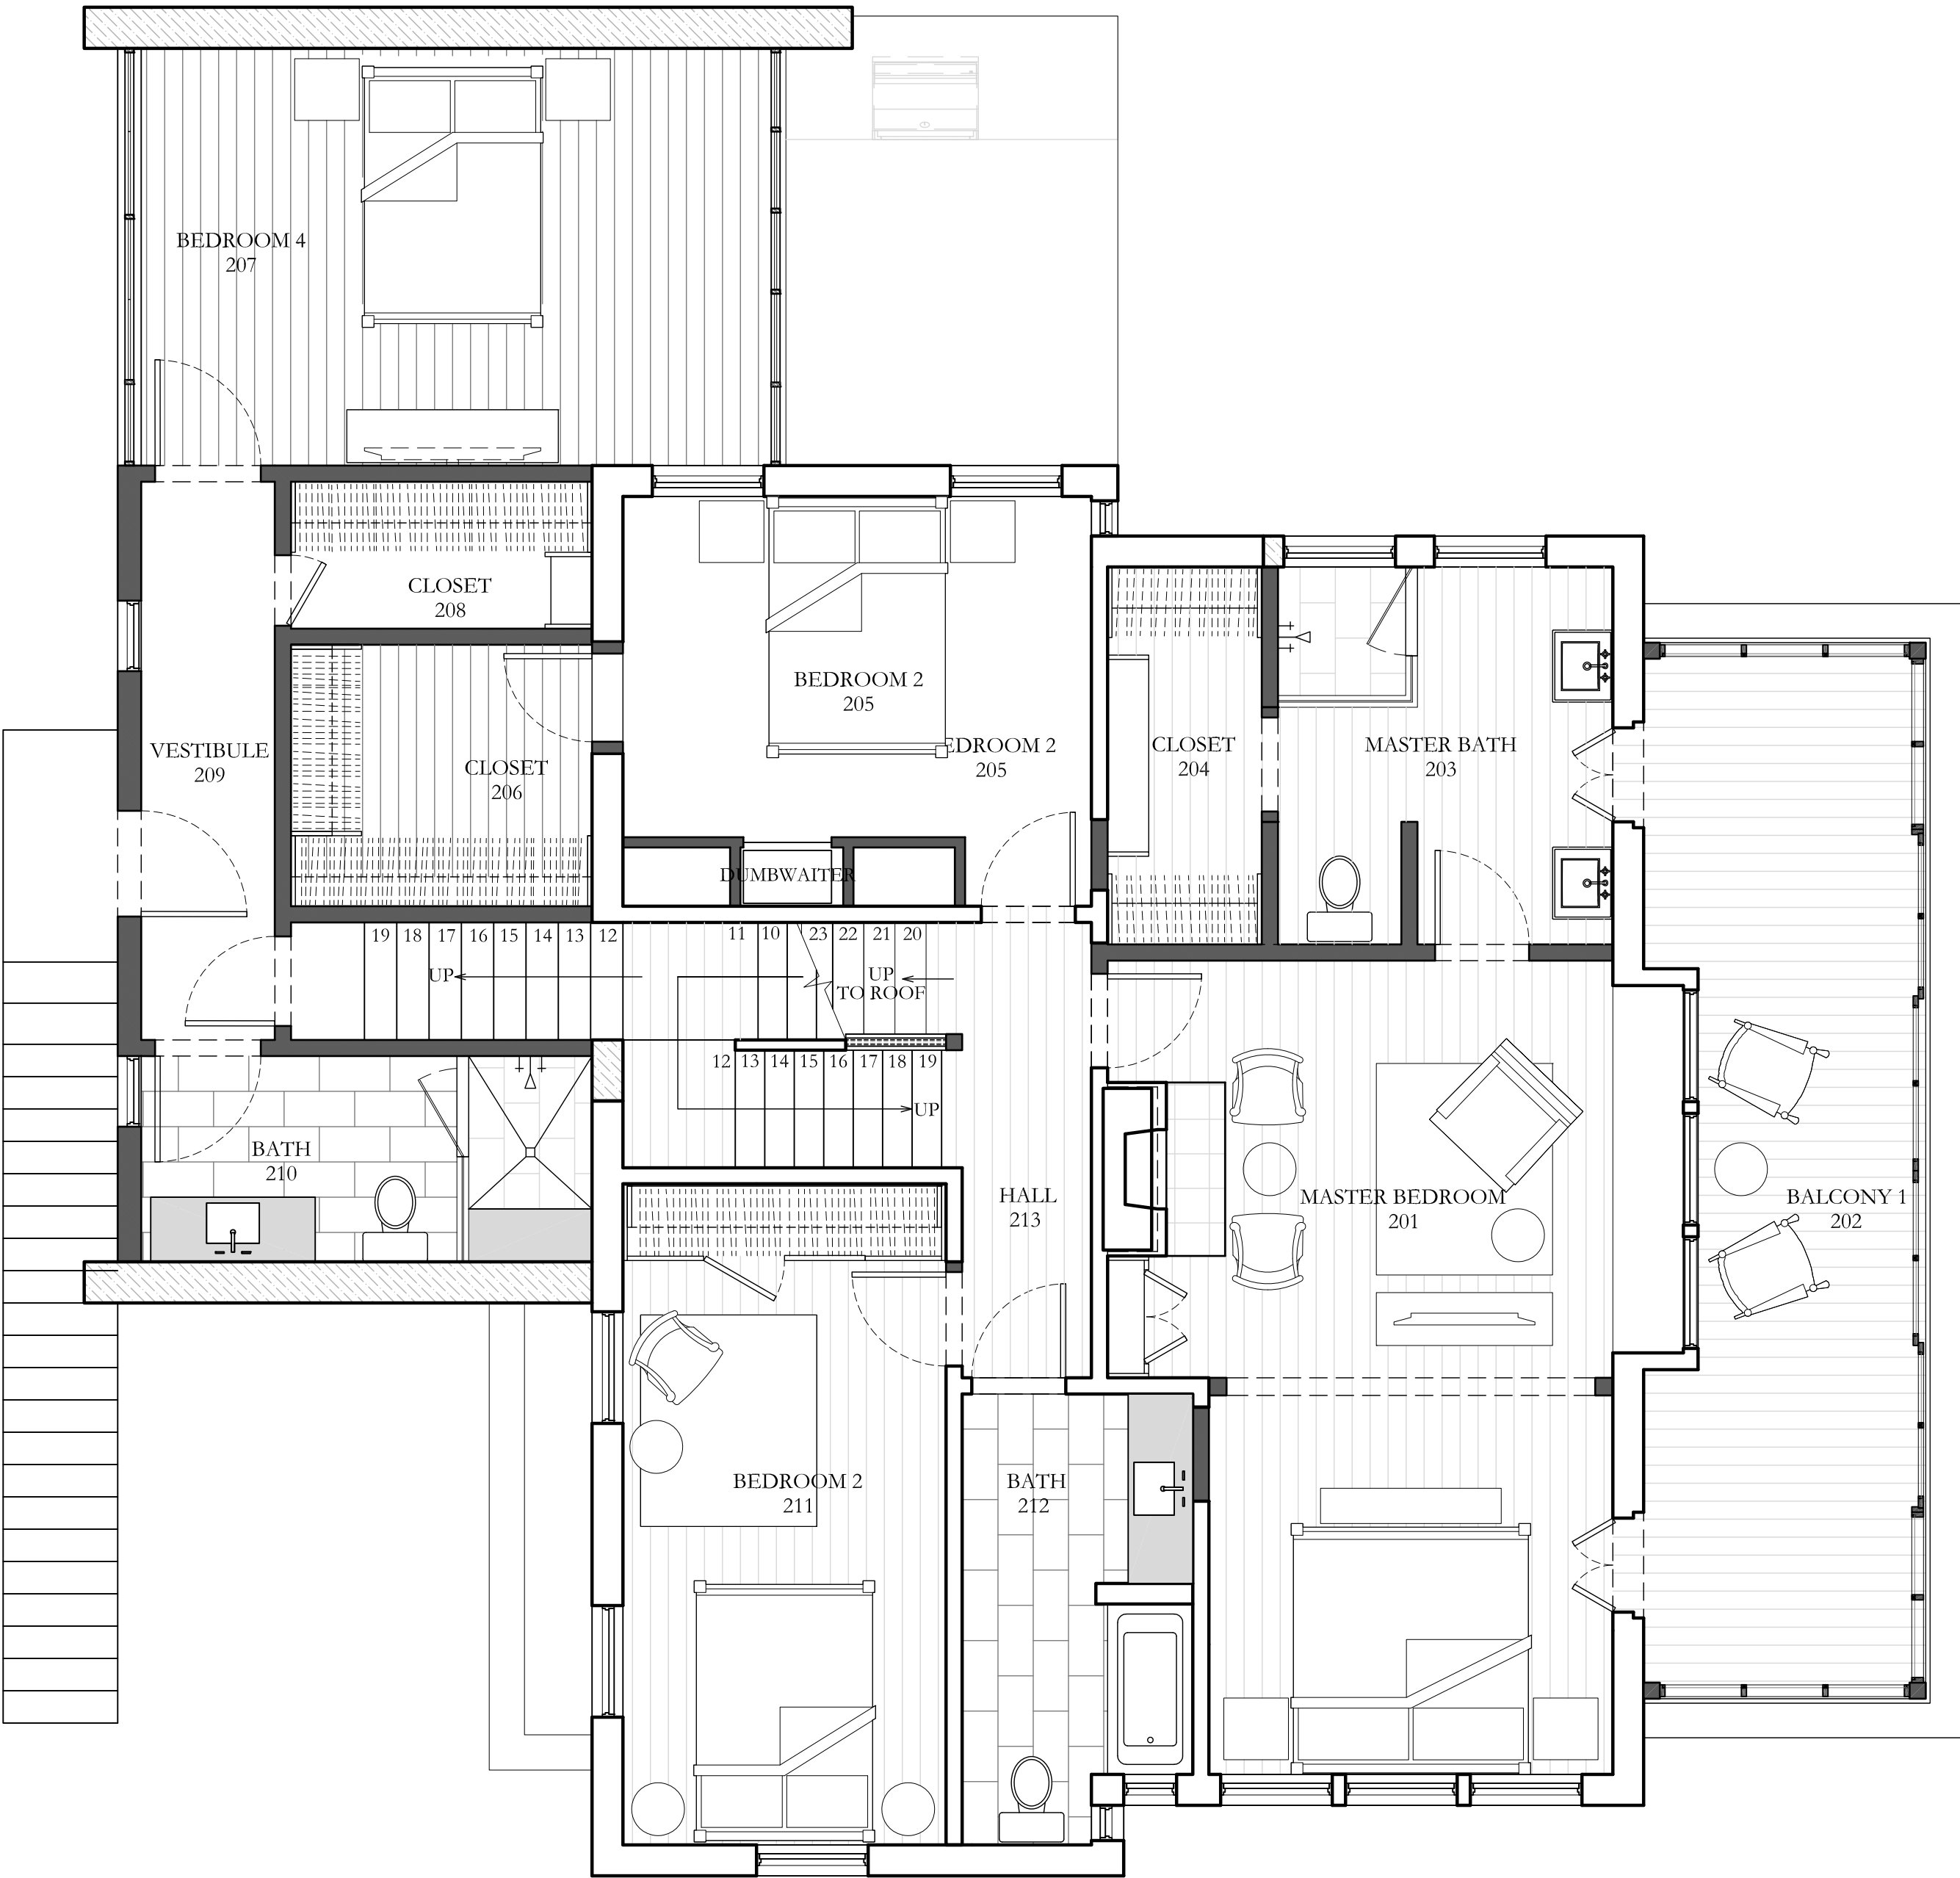 BEDROOM 4
207
CLOSET
208
BEDROOM 2
205
EDROOM 2
205
VESTIBULE
209
CLOSET
206
CLOSET
204
MASTER BATH
203
DUMBWAITER
19 18 17 16 15 14 13 12
11 10 23 22 21 20
UP
UP
TO ROOF
12 13 14 15 16 17 18 19
UP
BATH
210
HALL
213
MASTER BEDROOM
201
BALCONY 1
202
BEDROOM 2
211
BATH
212